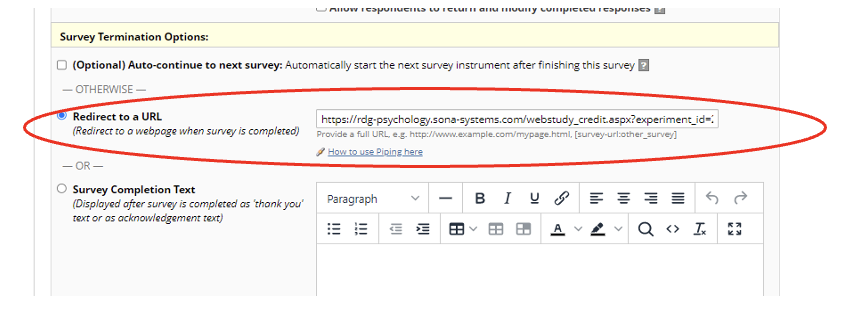 Allow respondents to return and modify completed responses ?
Survey Termination Options:
(Optional) Auto-continue to next survey: Automatically start the next survey instrument after finishing this survey ?
— OTHERWISE —
Redirect to a URL
(Redirect to a webpage when survey is completed)
https://rdg-psychology.sona-systems.com/webstudy_credit.aspx?experiment_id=
Provide a full URL, e.g. http://www.example.com/mypage.html, [survey-url:other_survey]
How to use Piping here
— OR —
Survey Completion Text
(Displayed after survey is completed as 'thank you'
text or as acknowledgement text)
Paragraph
B I U
A